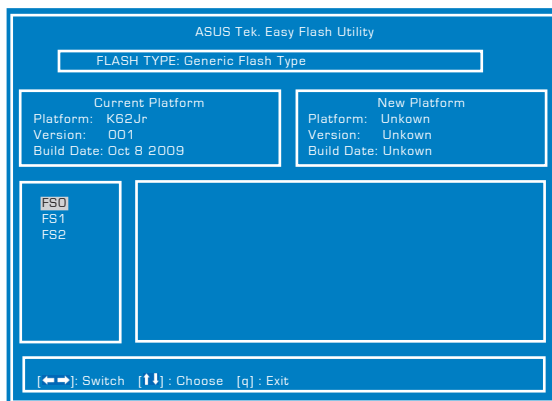 ASUS Tek. Easy Flash Utility
FLASH TYPE: Generic Flash Type
Current Platform
Platform: K62Jr
Version: 001
Build Date: Oct 8 2009
New Platform
Platform: Unkown
Version: Unkown
Build Date: Unkown
FS0
FS1
FS2
[←→]: Switch [↑↓] : Choose [q] : Exit